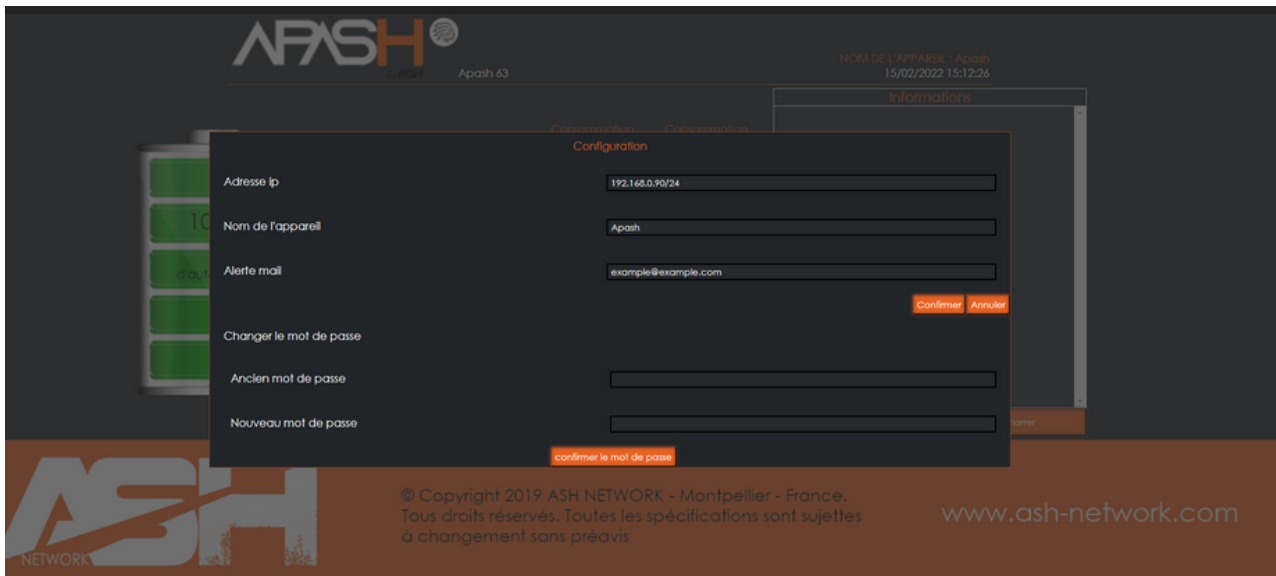 APASH
by ASH
Apash 63
NOM DE L'APPAREIL : Apash
15/02/2022 15:12:26
Informations
Consommation Consommation
Configuration
Adresse ip
192.168.0.90/24
Nom de l'appareil
Apash
Alerte mail
example@example.com
Confirmer Annuler
Changer le mot de passe
Ancien mot de passe
Nouveau mot de passe
confirmer le mot de passe
10
d'aut
ASH
NETWORK
© Copyright 2019 ASH NETWORK - Montpellier - France.
Tous droits réservés. Toutes les spécifications sont sujettes
à changement sans préavis
www.ash-network.com